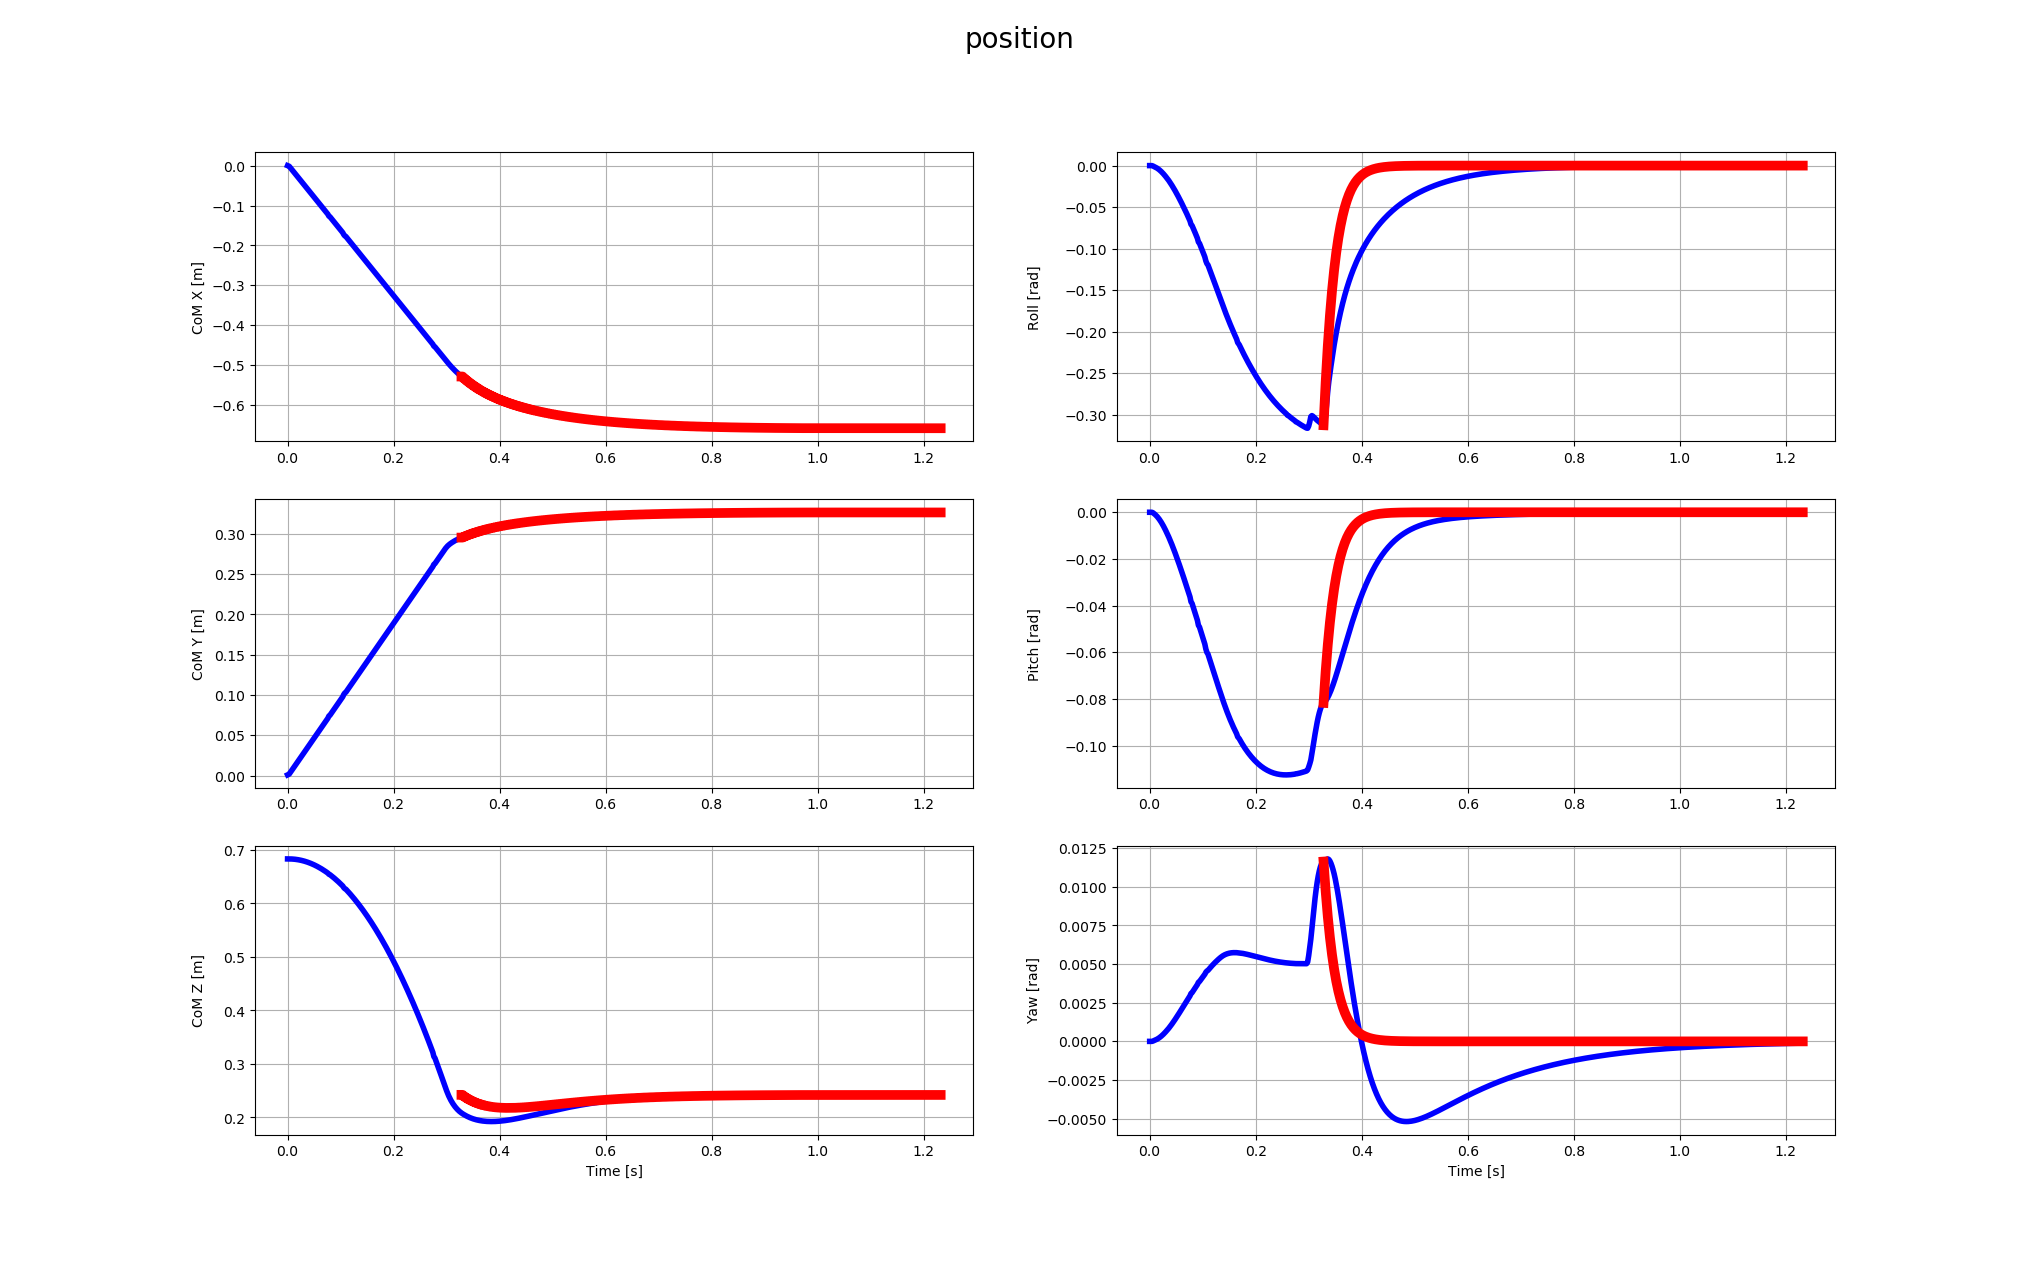 position
0.0
−0.1
−0.2
−0.3
−0.4
−0.5
−0.6
CoM X [m]
0.0 0.2 0.4 0.6 0.8 1.0 1.2
0.00
−0.05
−0.10
−0.15
−0.20
−0.25
−0.30
Roll [rad]
0.0 0.2 0.4 0.6 0.8 1.0 1.2
0.30
0.25
0.20
0.15
0.10
0.05
0.00
CoM Y [m]
0.0 0.2 0.4 0.6 0.8 1.0 1.2
0.00
−0.02
−0.04
−0.06
−0.08
−0.10
Pitch [rad]
0.0 0.2 0.4 0.6 0.8 1.0 1.2
0.7
0.6
0.5
0.4
0.3
0.2
CoM Z [m]
0.0 0.2 0.4 0.6 0.8 1.0 1.2
Time [s]
0.0125
0.0100
0.0075
0.0050
0.0025
0.0000
−0.0025
−0.0050
Yaw [rad]
0.0 0.2 0.4 0.6 0.8 1.0 1.2
Time [s]